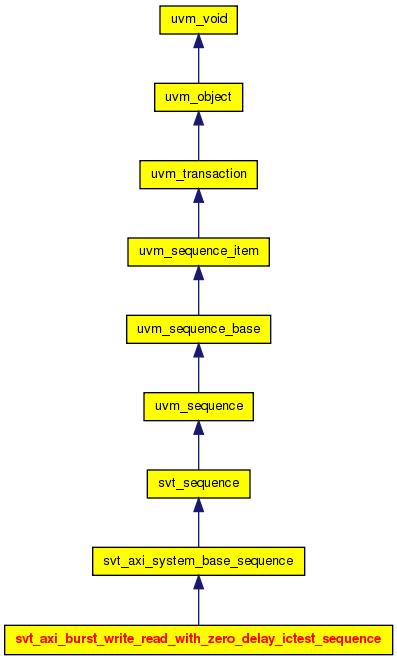 uvm_void
uvm_object
uvm_transaction
uvm_sequence_item
uvm_sequence_base
uvm_sequence
svt_sequence
svt_axi_system_base_sequence
svt_axi_burst_write_read_with_zero_delay_ictest_sequence